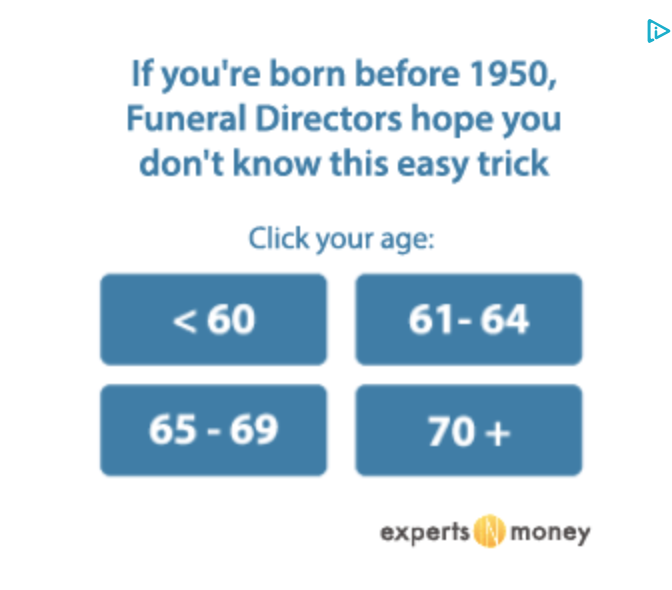 If you're born before 1950,
Funeral Directors hope you
don't know this easy trick
Click your age:
< 60
61- 64
65 - 69
70 +
experts IN money